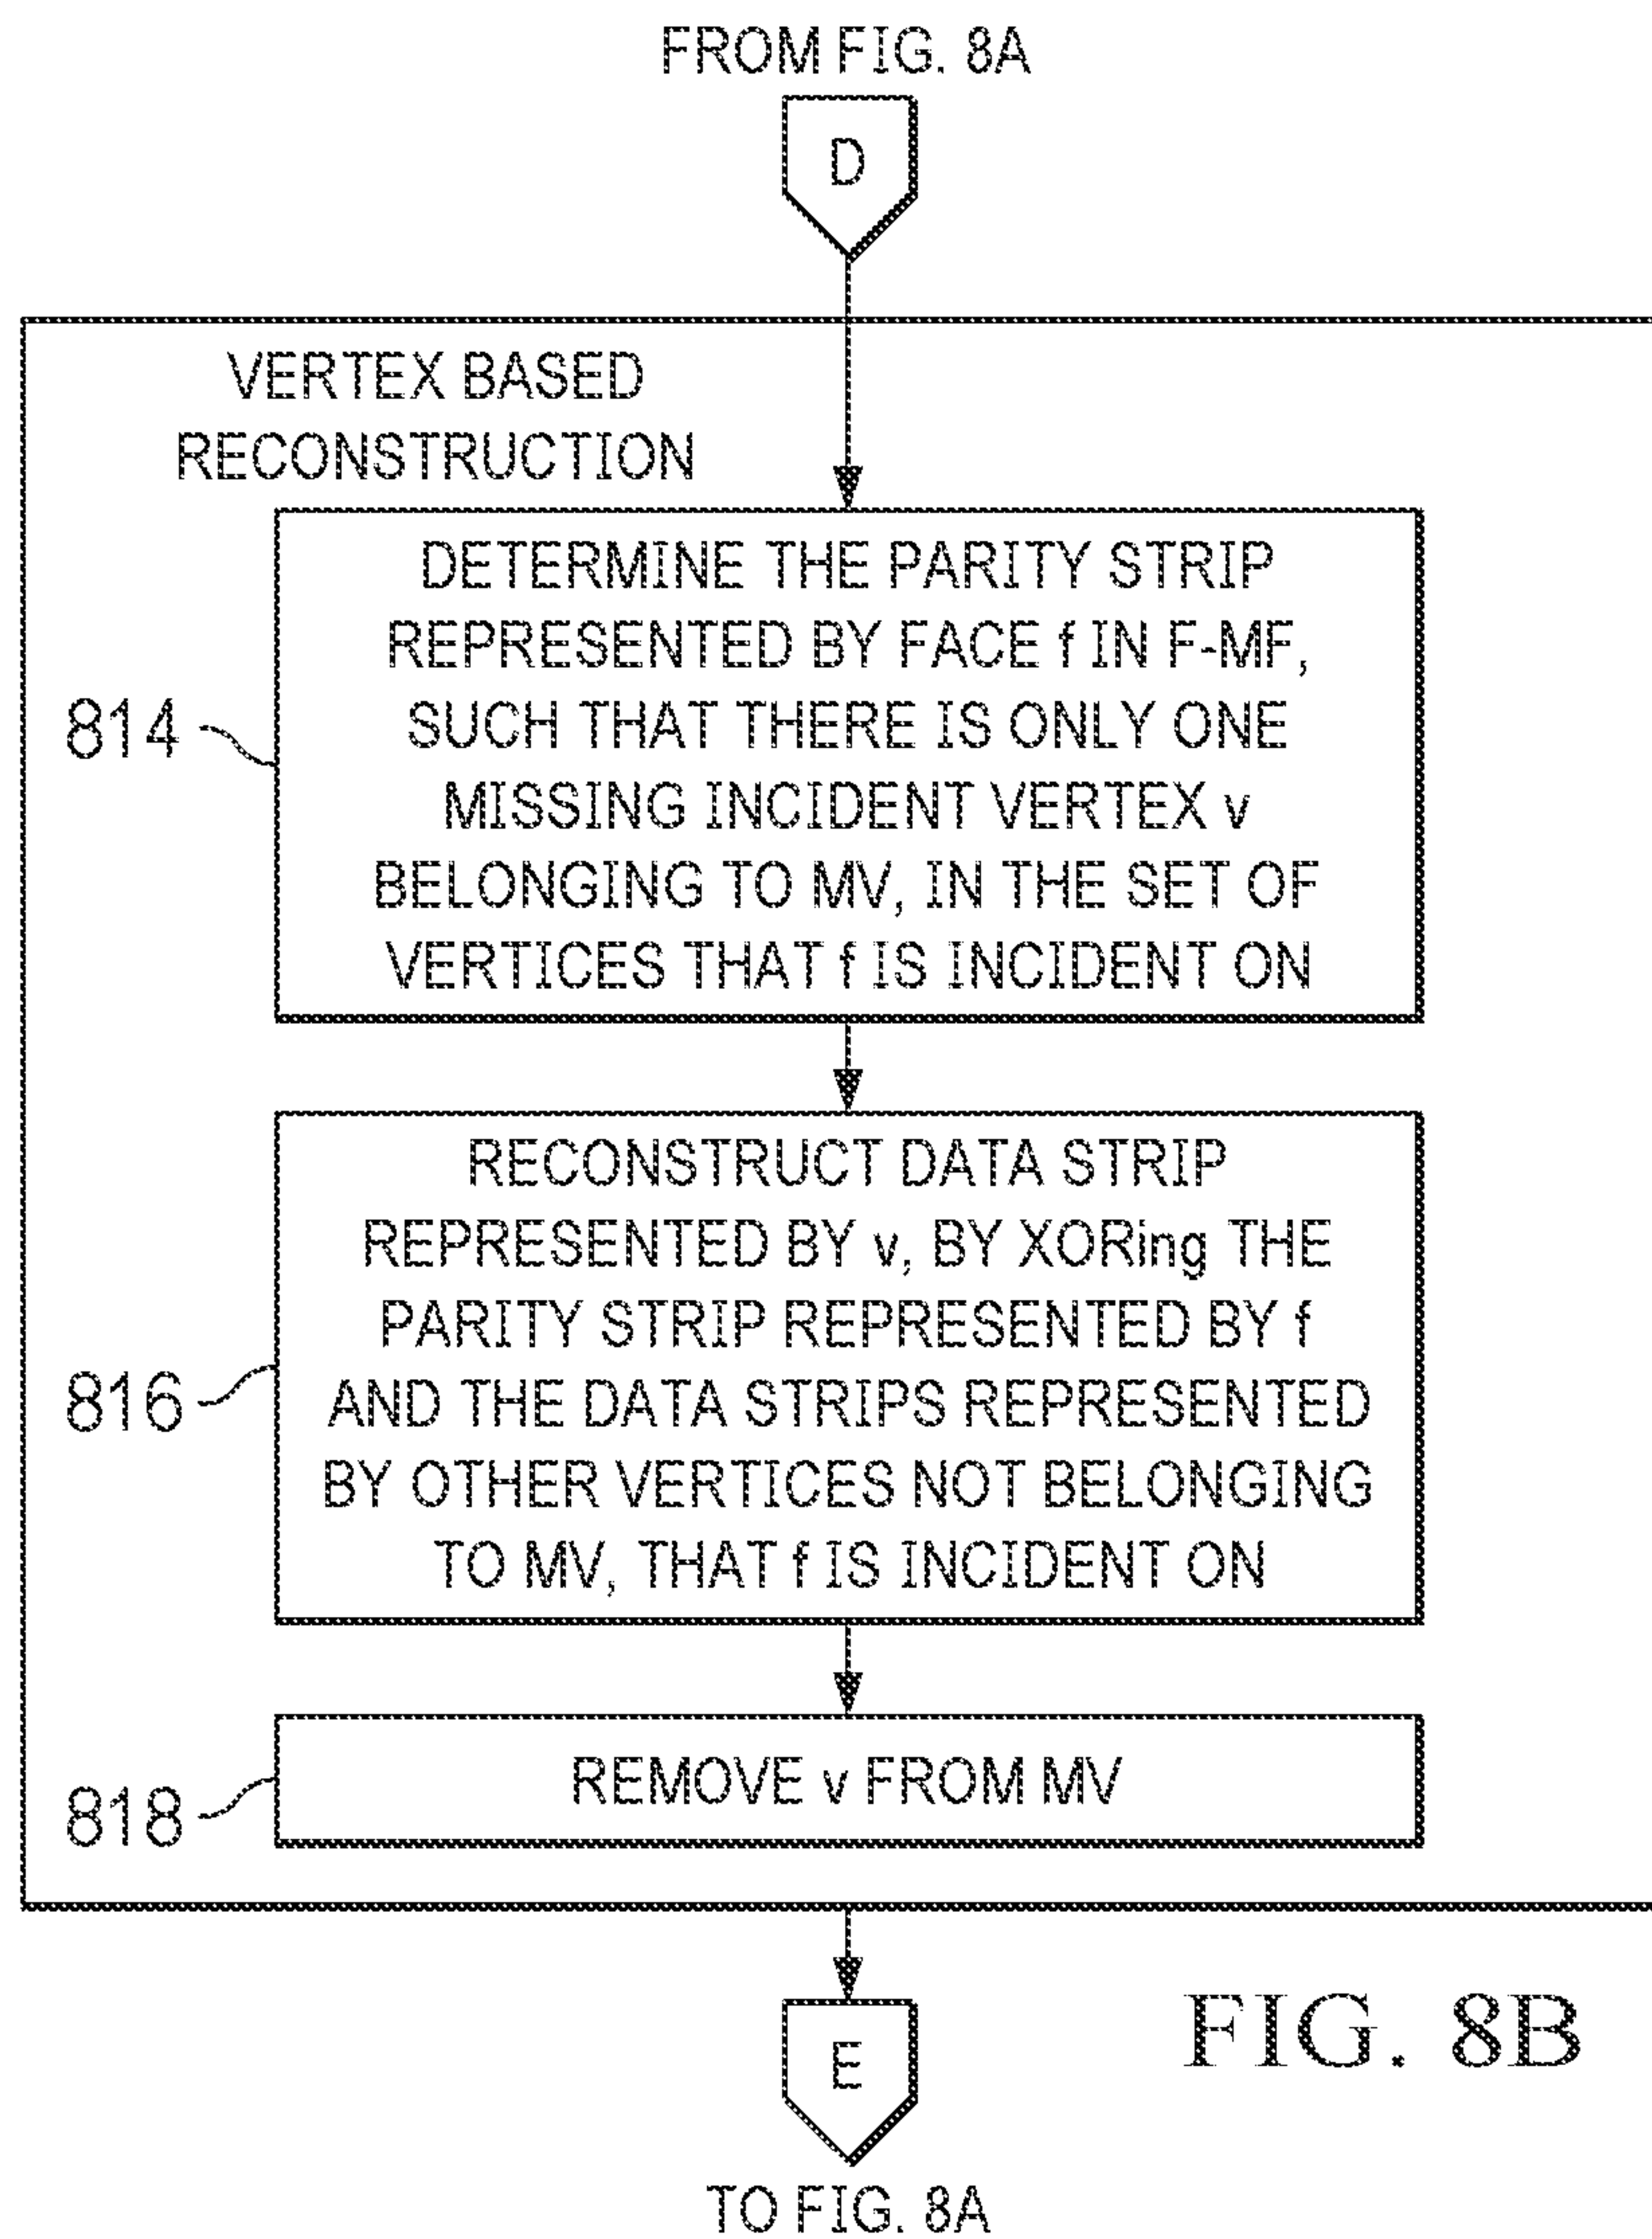 FROM FIG. 8A
D
VERTEX BASED
RECONSTRUCTION
DETERMINE THE PARITY STRIP
REPRESENTED BY FACE f IN F-MF,
SUCH THAT THERE IS ONLY ONE
MISSING INCIDENT VERTEX v
BELONGING TO MV, IN THE SET OF
VERTICES THAT f IS INCIDENT ON
814
RECONSTRUCT DATA STRIP
REPRESENTED BY v, BY XORing THE
PARITY STRIP REPRESENTED BY f
AND THE DATA STRIPS REPRESENTED
BY OTHER VERTICES NOT BELONGING
TO MV, THAT f IS INCIDENT ON
816
REMOVE v FROM MV
818
E
FIG. 8B
TO FIG. 8A